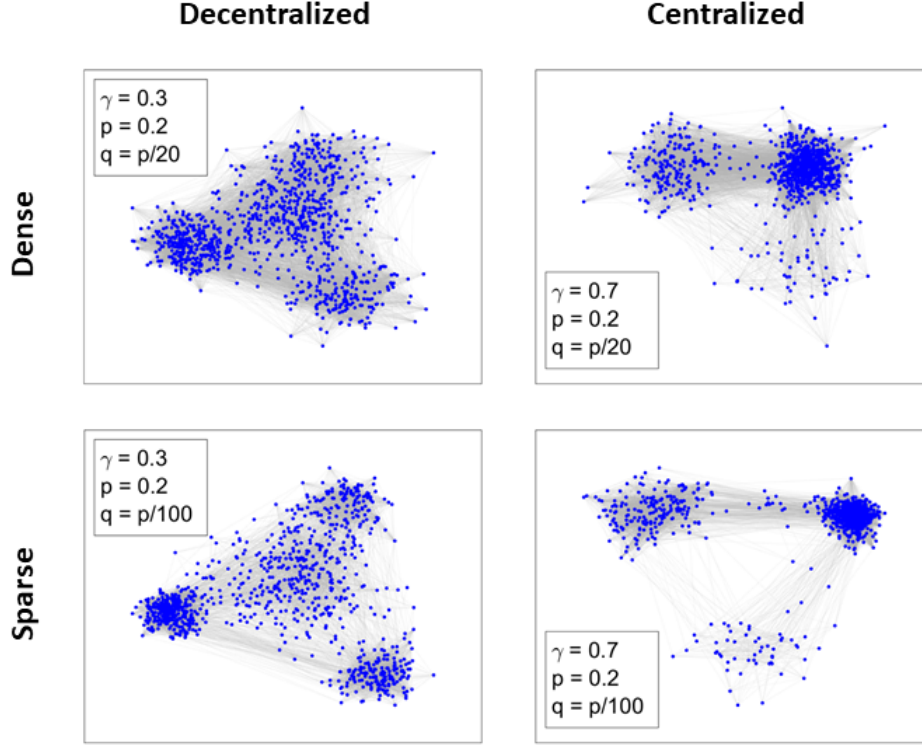 Decentralized
Centralized
Dense
γ = 0.3
p = 0.2
q = p/20
γ = 0.7
p = 0.2
q = p/20
Sparse
γ = 0.3
p = 0.2
q = p/100
γ = 0.7
p = 0.2
q = p/100